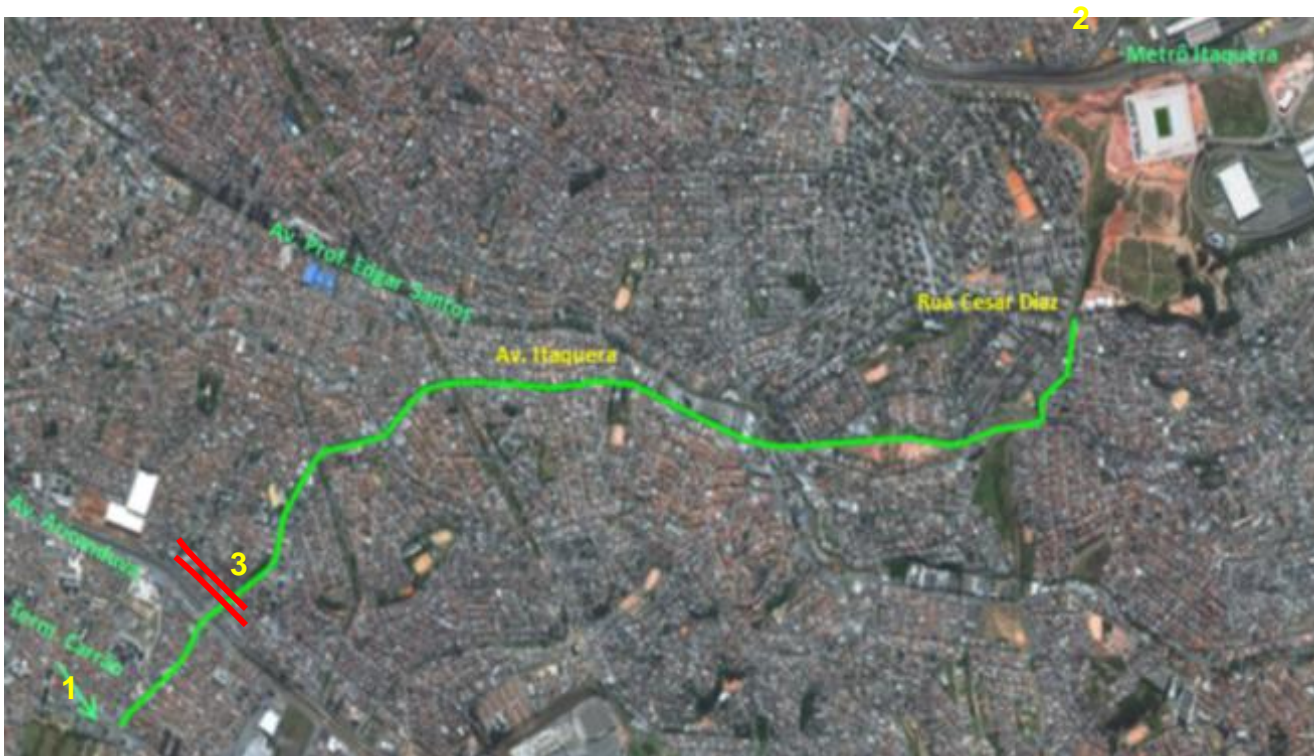 2
Metrô Itaquera
Av. Prof. Edgar Santos
Rua Cesar Diaz
Av. Itaquera
Av. Aricanduva
3
Term. Carrão
1